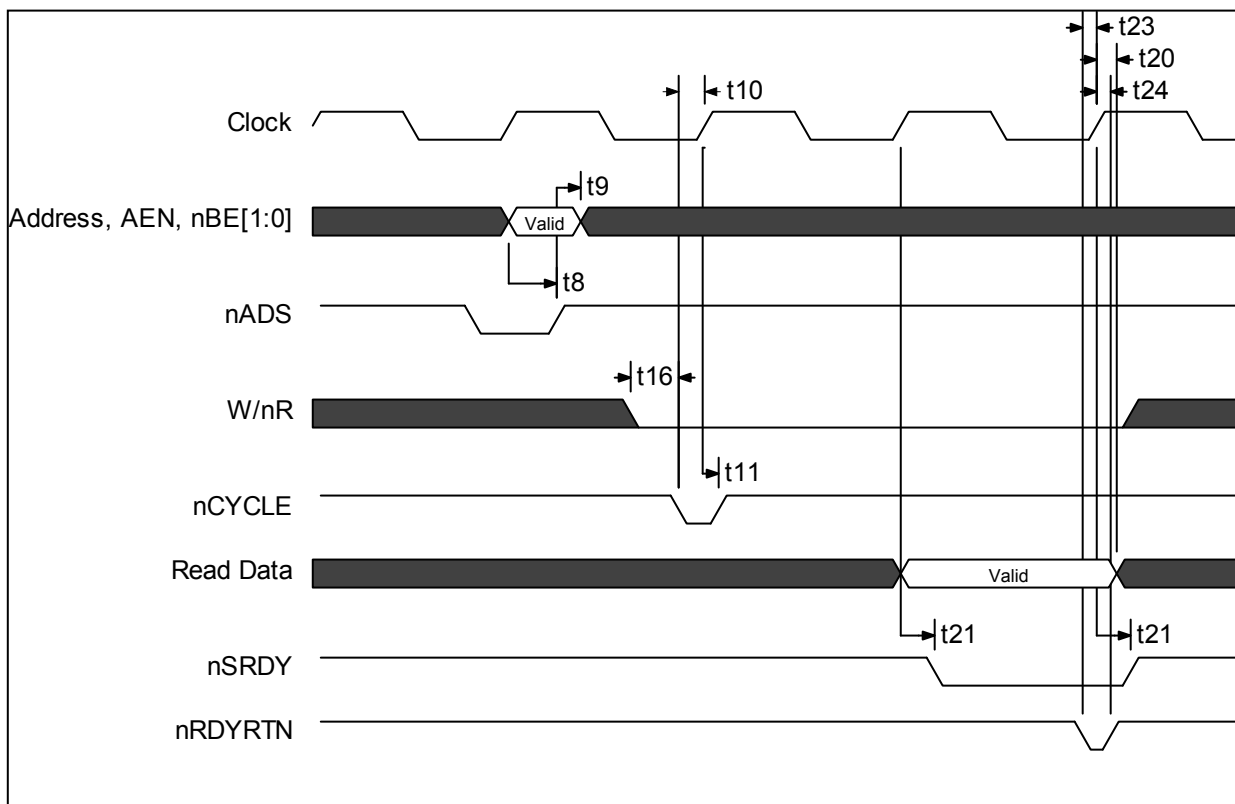 t23
t20
t10
t24
Clock
t9
Address, AEN, nBE[1:0]
Valid
t8
nADS
t16
W/nR
t11
nCYCLE
Read Data
Valid
t21
t21
nSRDY
nRDYRTN